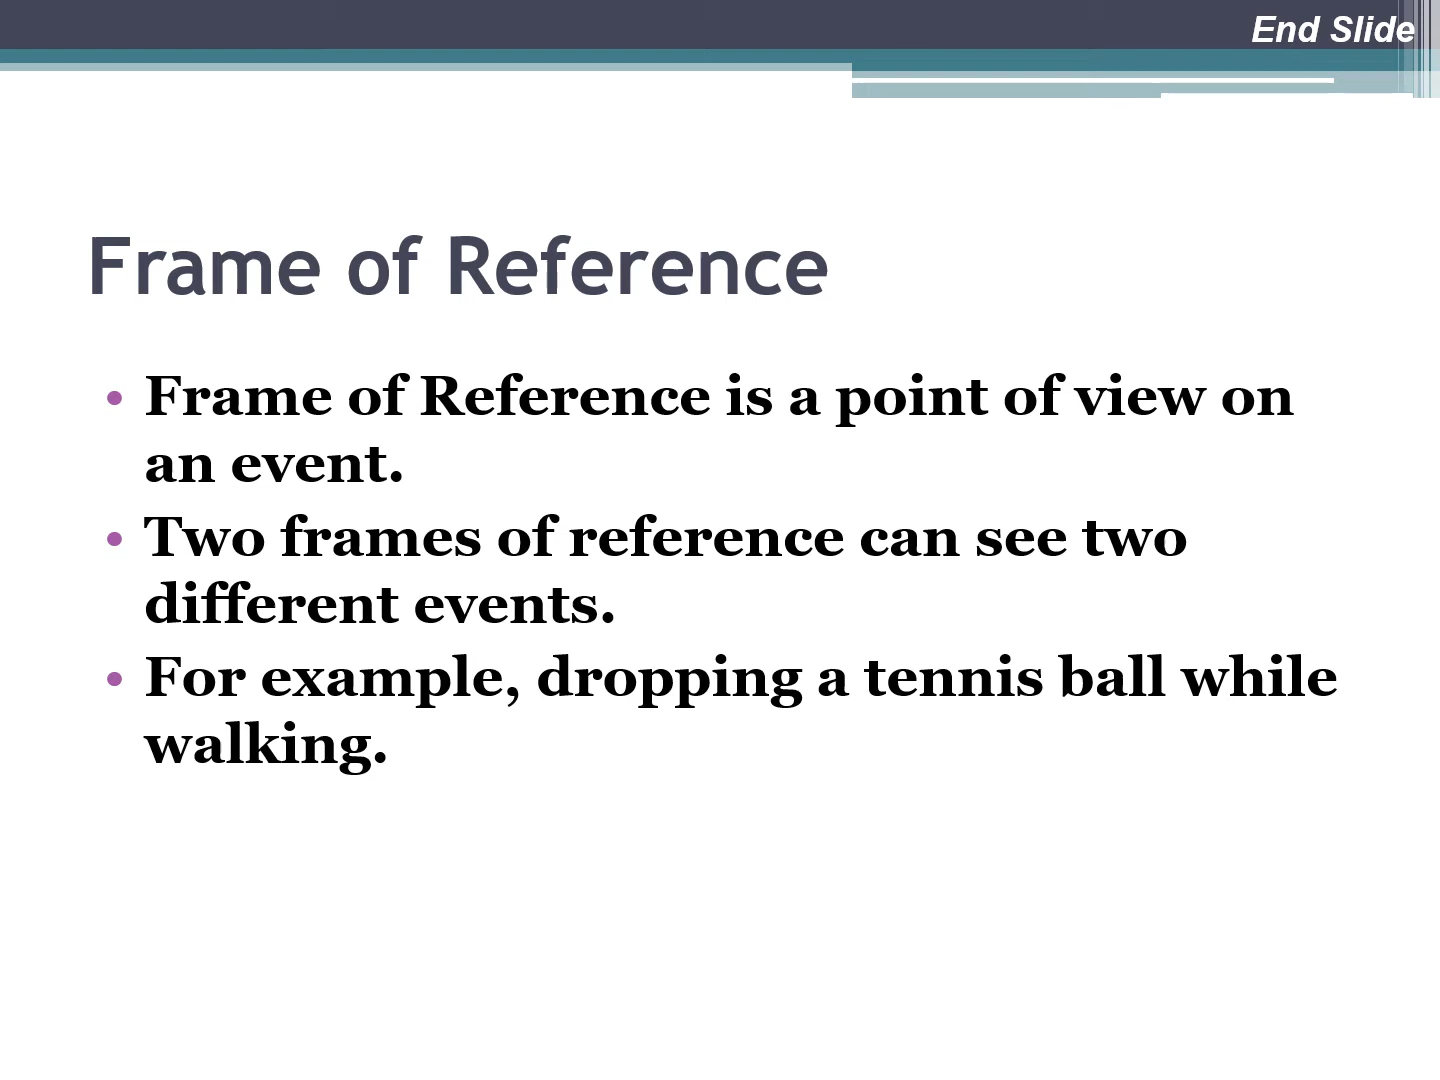 End Slide
Frame of Reference
• Frame of Reference is a point of view on
an event.
• Two frames of reference can see two
different events.
• For example, dropping a tennis ball while
walking.